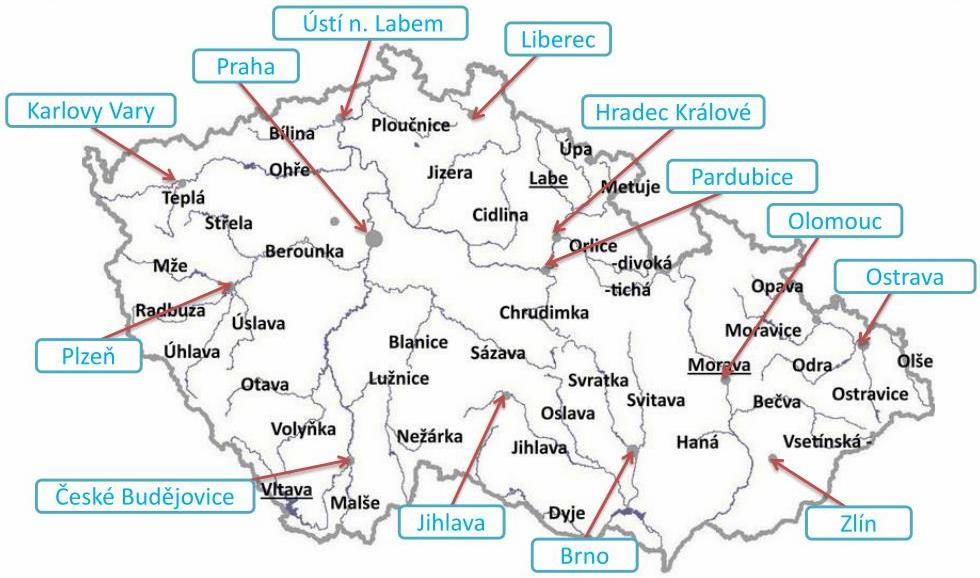 Ústí n. Labem
Liberec
Praha
Karlovy Vary
Hradec Králové
Bílina
Ploučnice
Úpa
Ohře
Jizera
Labe
Metuje
Pardubice
Teplá
Střela
Cidlina
Olomouc
Berounka
Orlice
-divoká
-tichá
Mže
Opava
Ostrava
Radbuza
Úslava
Chrudimka
Moravice
Plzeň
Úhlava
Blanice
Sázava
Morava
Odra
Olše
Otava
Lužnice
Svratka
Svitava
Bečva
Ostravice
Oslava
Volyňka
Nežárka
Jihlava
Haná
Vsetínská -
České Budějovice
Vltava
Malše
Jihlava
Dyje
Zlín
Brno